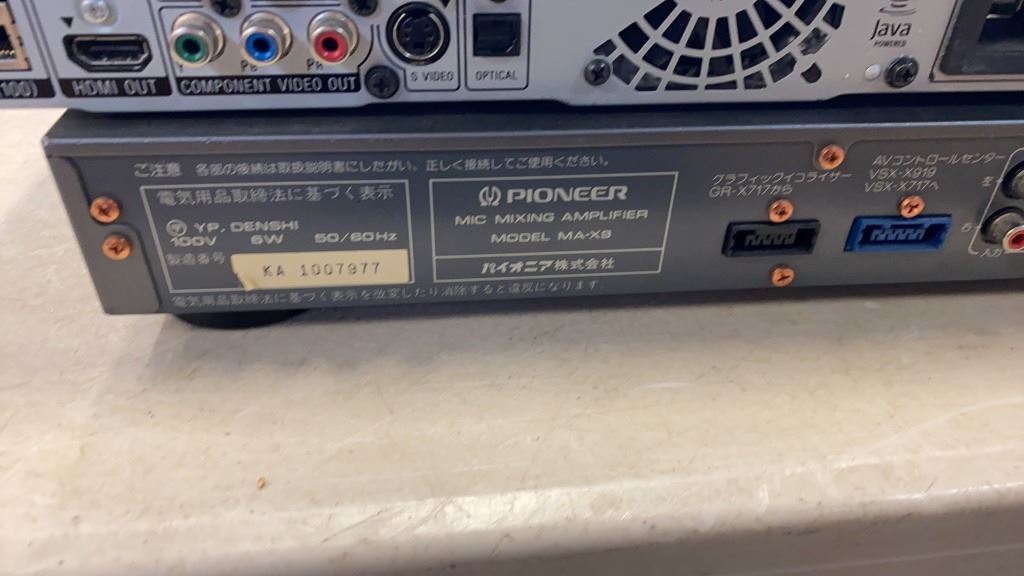 100)
HDMI OUT
Y PB PR
COMPONENT VIDEO OUT
S VIDEO
OPTICAL
Java
POWERED
ご注意 各部の接続は取扱説明書にしたがい、正しく接続してご使用ください。
電気用品取締法に基づく表示
YP. DENSHI
100V 6W 50/60Hz
製造番号
KA 1007977
電気用品取締法に基づく表示を改変したり消除すると違反になります.
PIONEER
MIC MIXING AMPLIFIER
MODEL MA-X9
パイオニア株式会社
グラフィックイコライザー
GR-X717から
AVコントロールセンター
VSX-X919
VSX-X717へ
左
右
入力